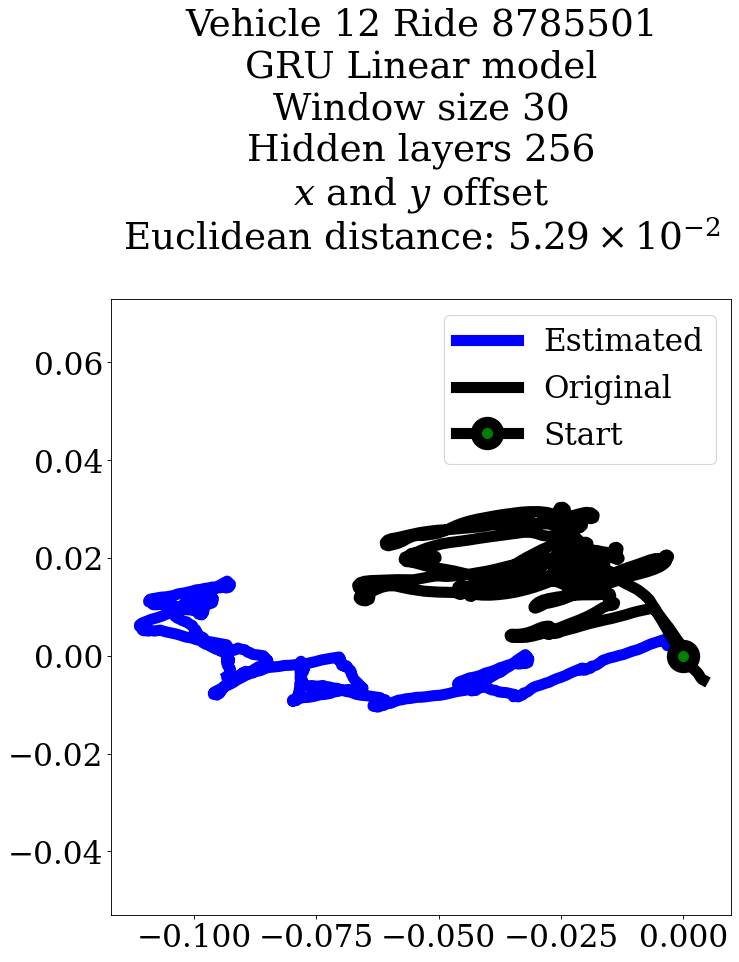 Vehicle 12 Ride 8785501
GRU Linear model
Window size 30
Hidden layers 256
x and y offset
Euclidean distance: 5.29 × 10⁻²
Estimated
Original
Start
0.06
0.04
0.02
0.00
−0.02
−0.04
−0.100 −0.075 −0.050 −0.025 0.000